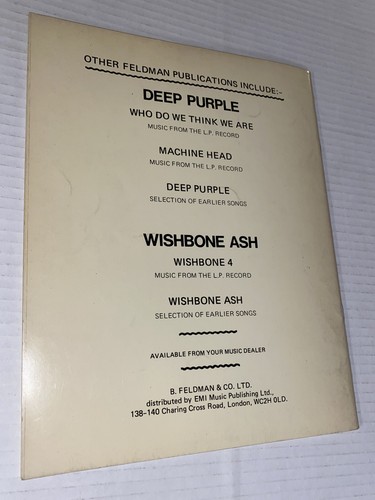 OTHER FELDMAN PUBLICATIONS INCLUDE:-
DEEP PURPLE
WHO DO WE THINK WE ARE
MUSIC FROM THE L.P. RECORD
MACHINE HEAD
MUSIC FROM THE L.P. RECORD
DEEP PURPLE
SELECTION OF EARLIER SONGS
WISHBONE ASH
WISHBONE 4
MUSIC FROM THE L.P. RECORD
WISHBONE ASH
SELECTION OF EARLIER SONGS
AVAILABLE FROM YOUR MUSIC DEALER
B. FELDMAN & CO. LTD.
distributed by EMI Music Publishing Ltd.,
138-140 Charing Cross Road, London, WC2H 0LD.